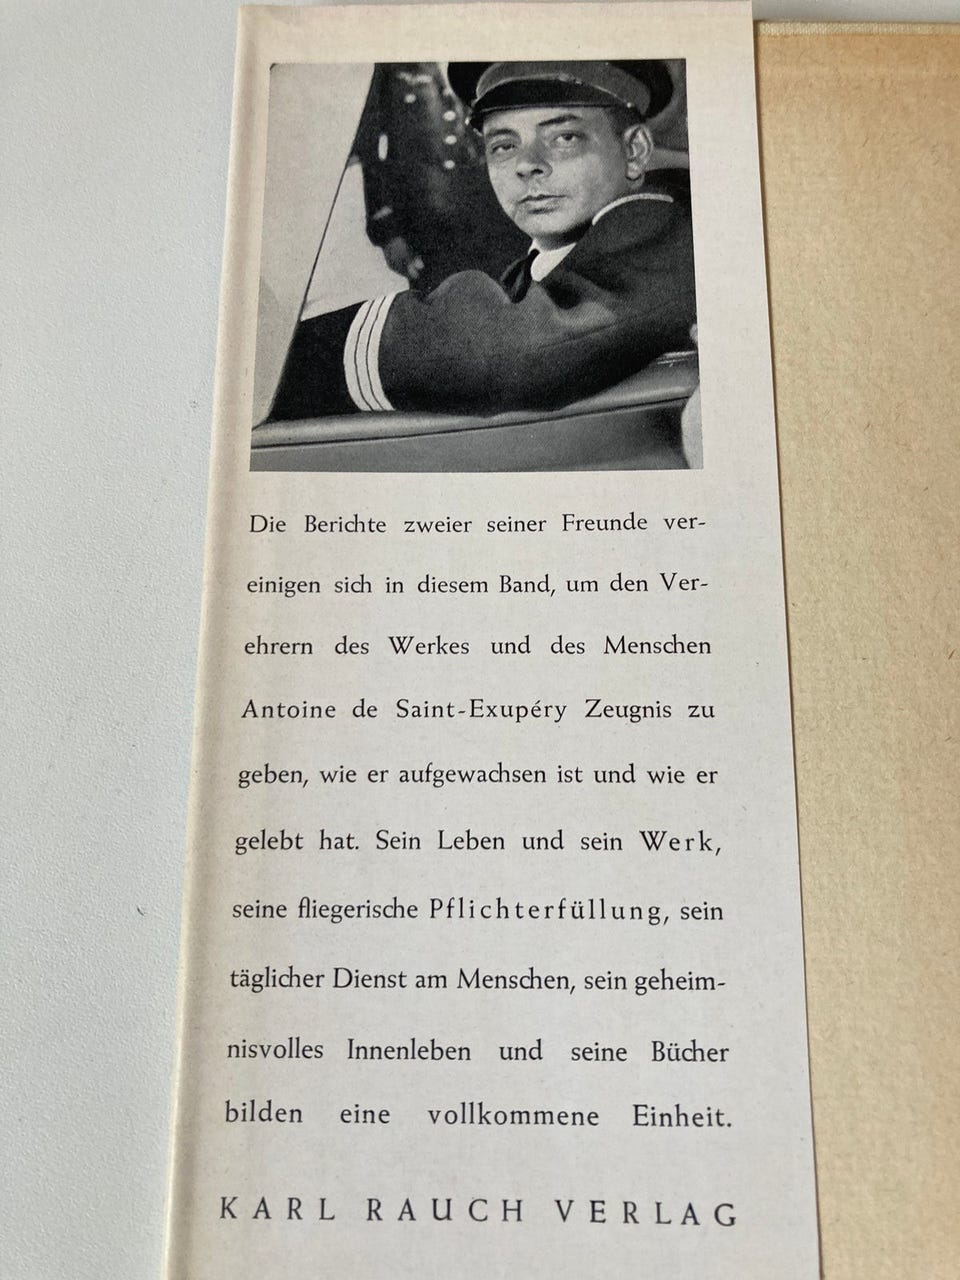 Die Berichte zweier seiner Freunde ver-
einigen sich in diesem Band, um den Ver-
ehrern des Werkes und des Menschen
Antoine de Saint-Exupéry Zeugnis zu
geben, wie er aufgewachsen ist und wie er
gelebt hat. Sein Leben und sein Werk,
seine fliegerische Pflichterfüllung, sein
täglicher Dienst am Menschen, sein geheim-
nisvolles Innenleben und seine Bücher
bilden eine vollkommene Einheit.
KARL RAUCH VERLAG